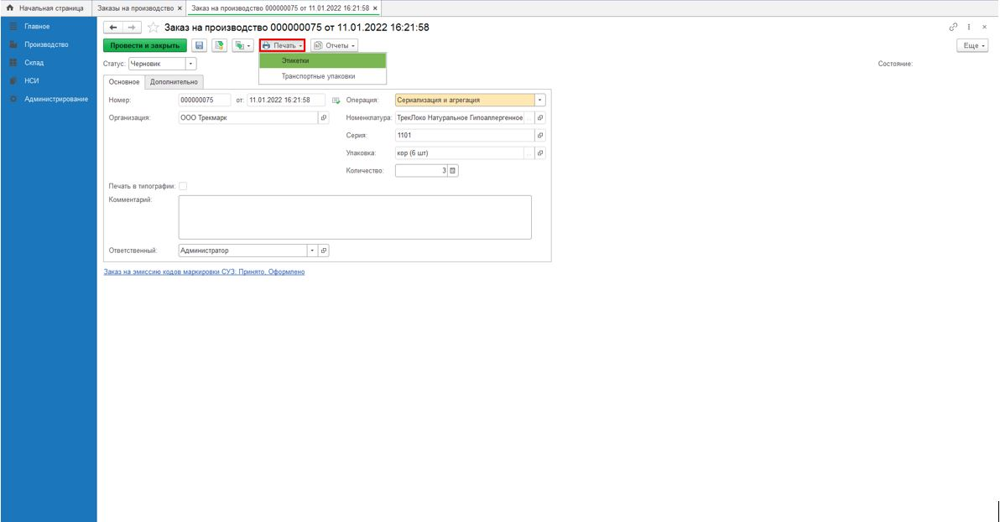 Начальная страница Заказы на производство × Заказ на производство 000000075 от 11.01.2022 16:21:58 ×
Главное
Производство
Склад
НСИ
Администрирование
Заказ на производство 000000075 от 11.01.2022 16:21:58
Провести и закрыть Печать Отчеты Еще
Статус: Черновик Состояние:
Этикетки
Транспортные упаковки
Основное Дополнительно
Номер: 000000075 от: 11.01.2022 16:21:58 Операция: Сериализация и агрегация
Организация: ООО Трекмарк Номенклатура: ТрекЛоко Натуральное Гипоаллергенное ...
Серия: 1101
Упаковка: кор (6 шт) ...
Количество: 3
Печать в типографии:
Комментарий:
Ответственный: Администратор
Заказ на эмиссию кодов маркировки СУЗ: Принято, Оформлено